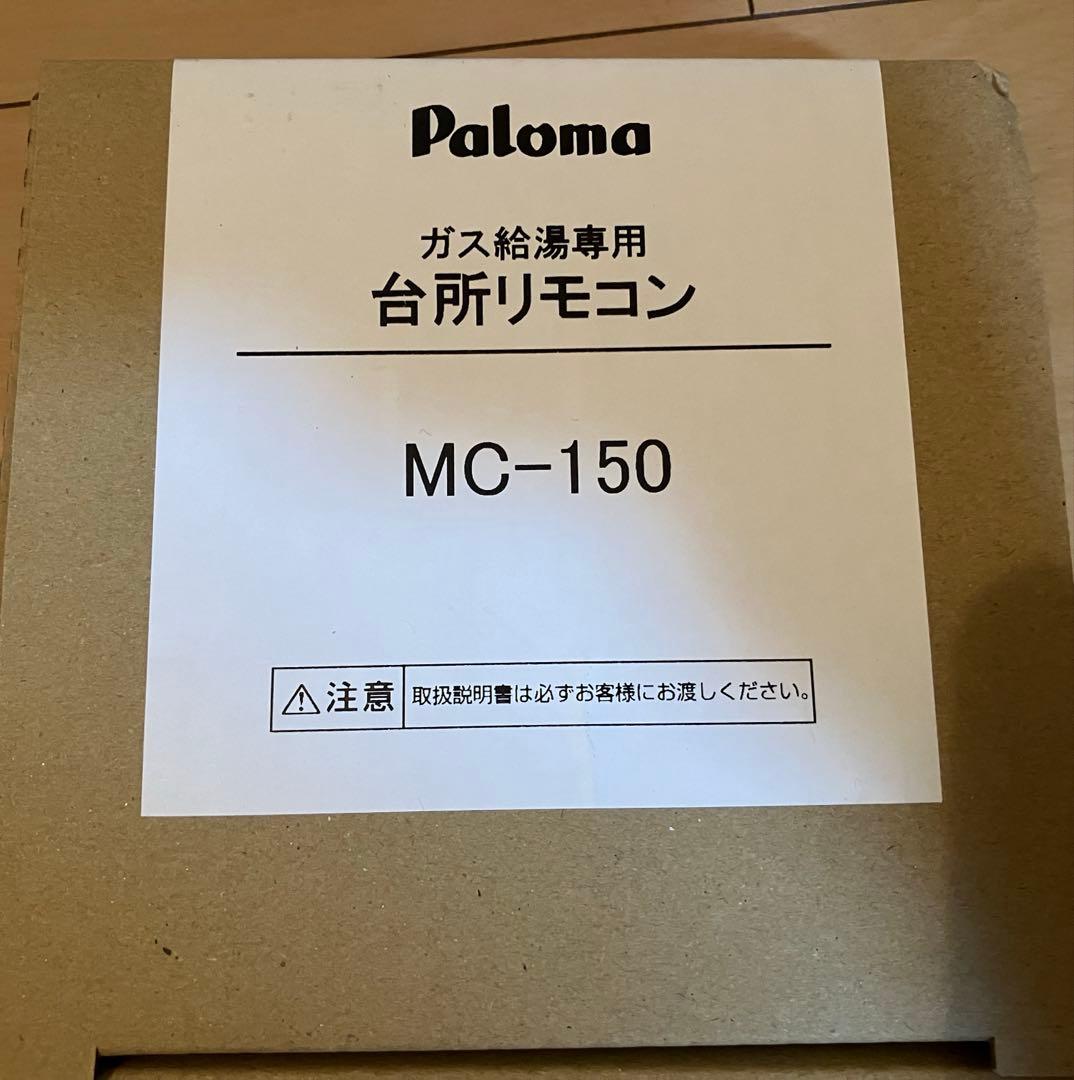 Paloma
ガス給湯専用
台所リモコン
MC-150
注意 取扱説明書は必ずお客様にお渡しください。